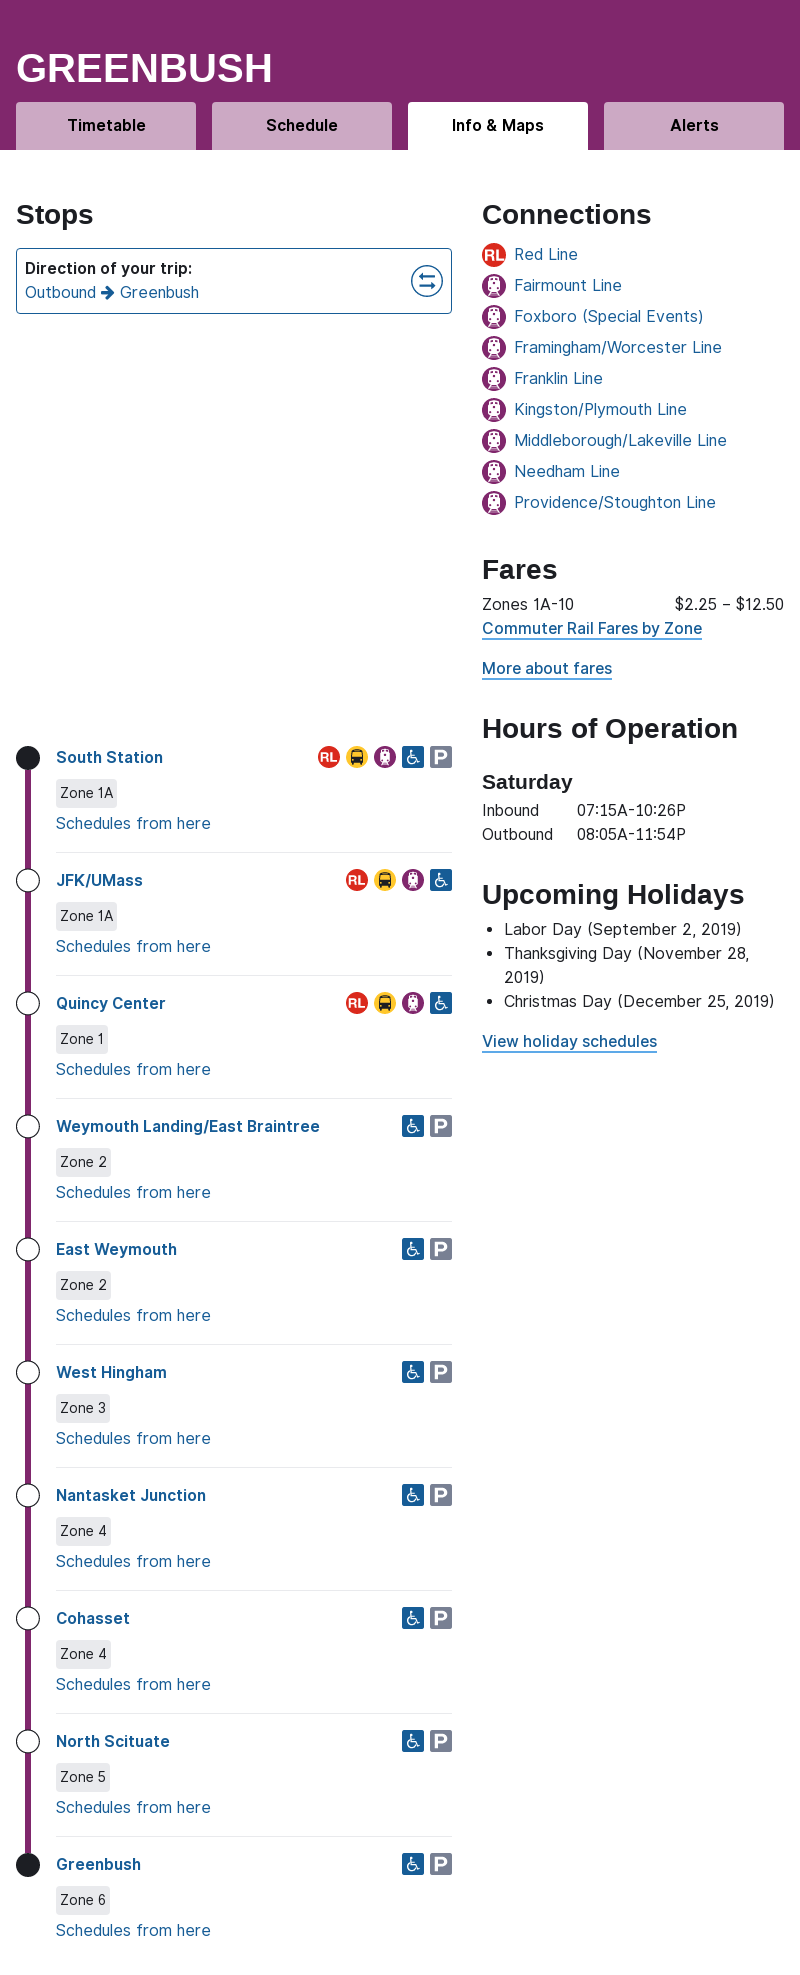 GREENBUSH
Timetable
Schedule
Info & Maps
Alerts
Stops
Direction of your trip:
Outbound → Greenbush
South Station
RL
P
Zone 1A
Schedules from here
JFK/UMass
RL
Zone 1A
Schedules from here
Quincy Center
RL
Zone 1
Schedules from here
Weymouth Landing/East Braintree
P
Zone 2
Schedules from here
East Weymouth
P
Zone 2
Schedules from here
West Hingham
P
Zone 3
Schedules from here
Nantasket Junction
P
Zone 4
Schedules from here
Cohasset
P
Zone 4
Schedules from here
North Scituate
P
Zone 5
Schedules from here
Greenbush
P
Zone 6
Schedules from here
Connections
RL Red Line
Fairmount Line
Foxboro (Special Events)
Framingham/Worcester Line
Franklin Line
Kingston/Plymouth Line
Middleborough/Lakeville Line
Needham Line
Providence/Stoughton Line
Fares
Zones 1A-10 $2.25 – $12.50
Commuter Rail Fares by Zone
More about fares
Hours of Operation
Saturday
Inbound 07:15A-10:26P
Outbound 08:05A-11:54P
Upcoming Holidays
• Labor Day (September 2, 2019)
• Thanksgiving Day (November 28,
2019)
• Christmas Day (December 25, 2019)
View holiday schedules